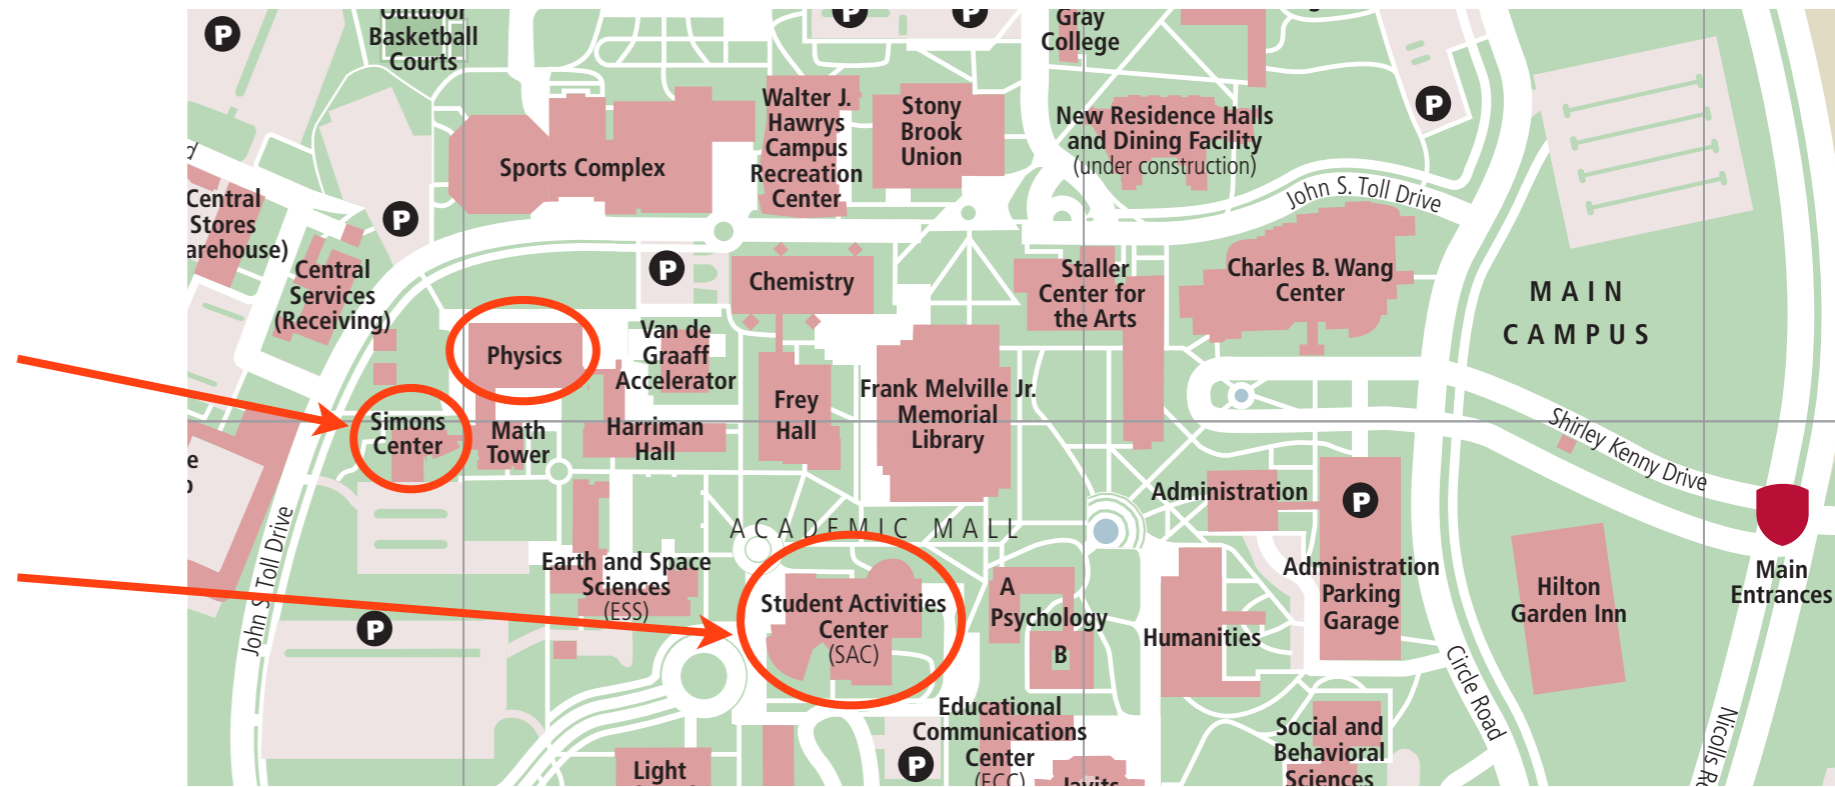 P
Outdoor
Basketball
Courts
P
P
Gray
College
P
Walter J.
Hawrys
Campus
Recreation
Center
Stony
Brook
Union
New Residence Halls
and Dining Facility
(under construction)
Sports Complex
John S. Toll Drive
Central
Stores
arehouse)
P
Central
Services
(Receiving)
P
Chemistry
Staller
Center for
the Arts
Charles B. Wang
Center
MAIN
CAMPUS
Physics
Van de
Graaff
Accelerator
Frey
Hall
Frank Melville Jr.
Memorial
Library
Simons
Center
Math
Tower
Harriman
Hall
Shirley Kenny Drive
Administration
P
ACADEMIC MALL
John S. Toll Drive
Earth and Space
Sciences
(ESS)
Student Activities
Center
(SAC)
A
Psychology
B
Humanities
Administration
Parking
Garage
Hilton
Garden Inn
Main
Entrances
P
Circle Road
Educational
Communications
Center
(ECC)
Javits
P
Social and
Behavioral
Sciences
Light
Nicolls